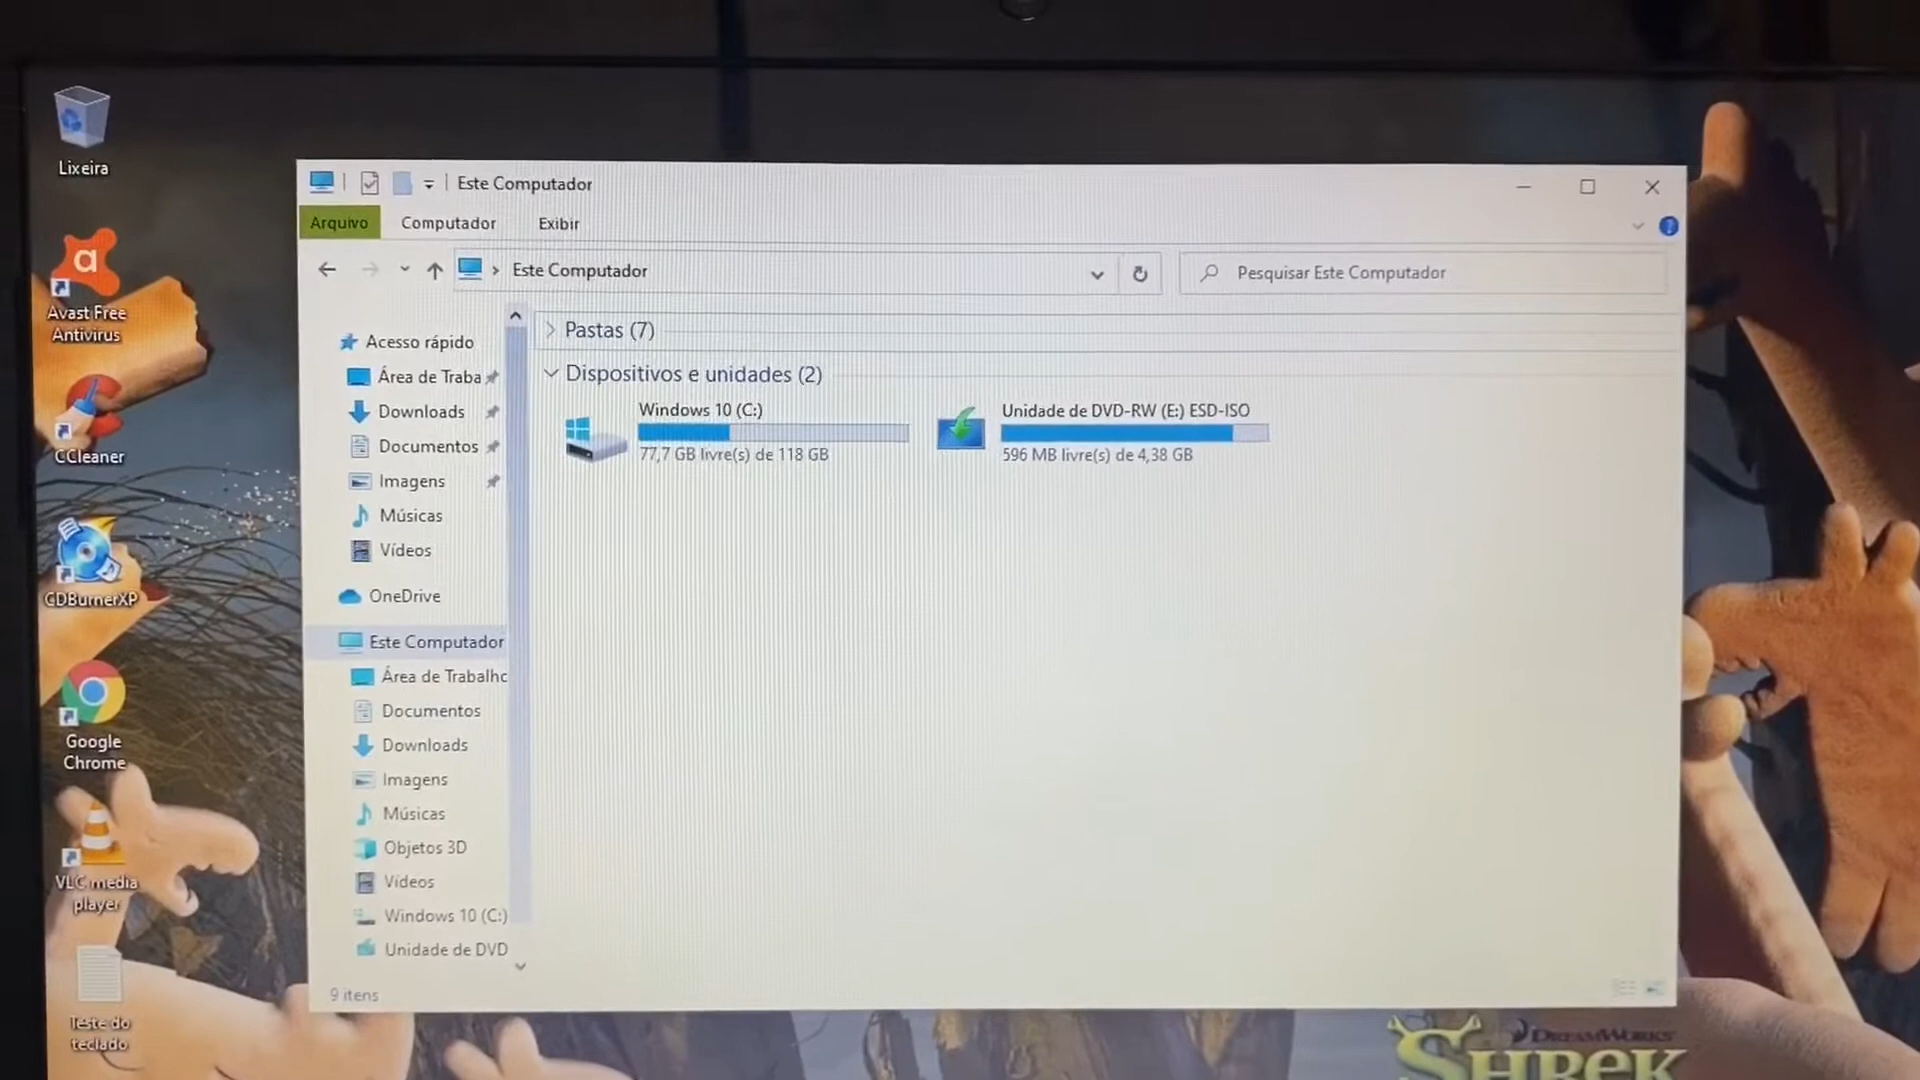 Lixeira
Avast Free
Antivirus
CCleaner
CDBurnerXP
Google
Chrome
VLC media
player
Teste do
teclado
Este Computador
Arquivo
Computador
Exibir
Este Computador
Pesquisar Este Computador
Acesso rápido
Área de Traba
Downloads
Documentos
Imagens
Músicas
Vídeos
OneDrive
Este Computador
Área de Trabalho
Documentos
Downloads
Imagens
Músicas
Objetos 3D
Vídeos
Windows 10 (C:)
Unidade de DVD
Pastas (7)
Dispositivos e unidades (2)
Windows 10 (C:)
77,7 GB livre(s) de 118 GB
Unidade de DVD-RW (E:) ESD-ISO
596 MB livre(s) de 4,38 GB
9 itens
DREAMWORKS
SHREK